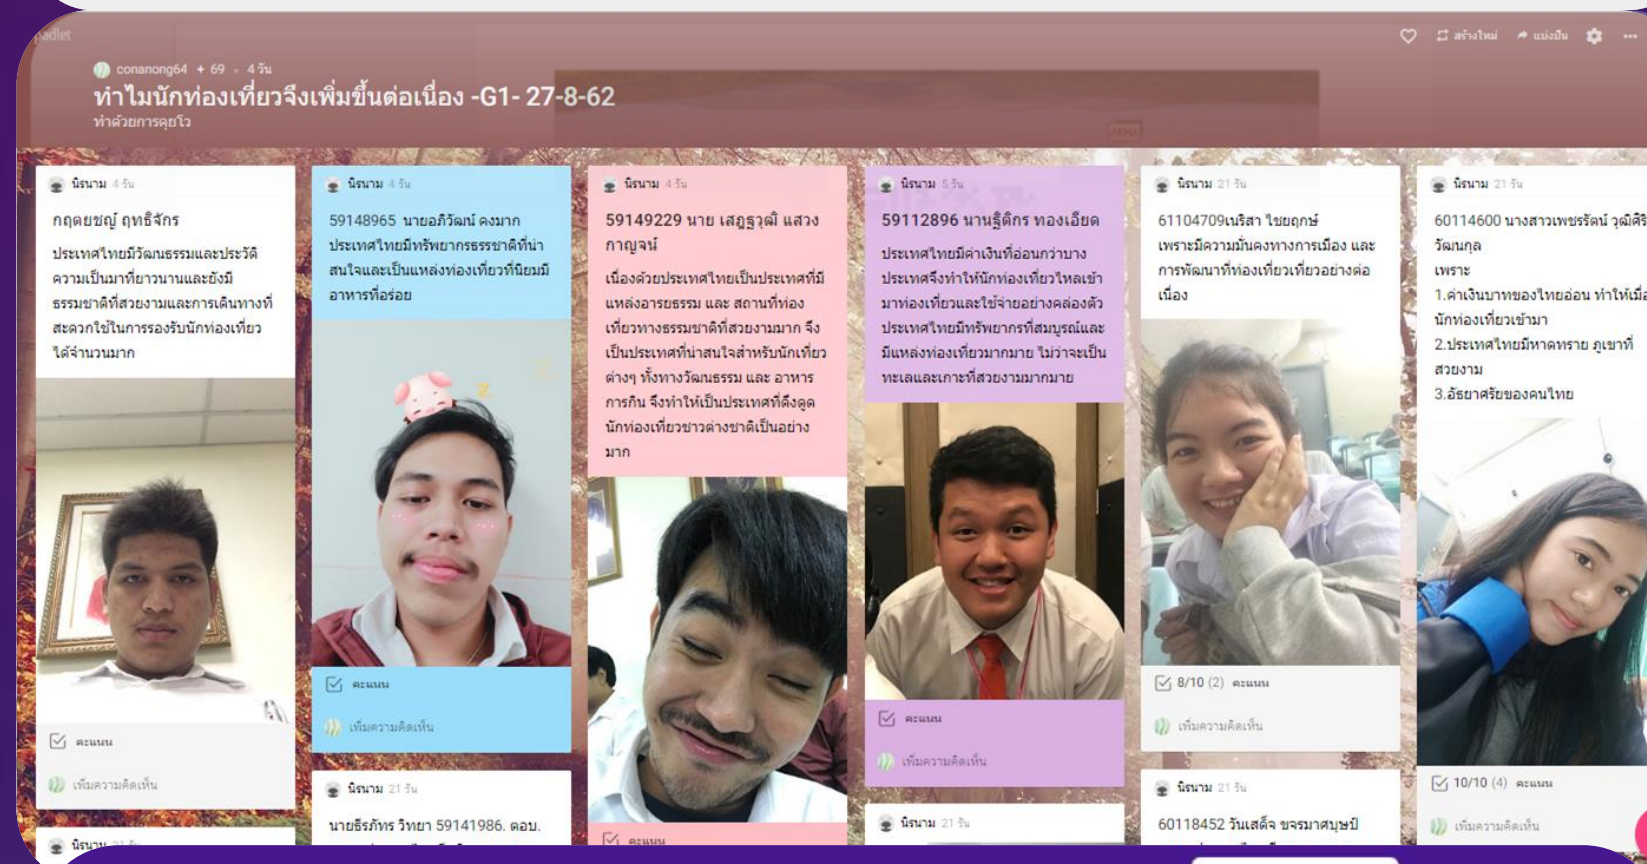 padlet
conanong64 + 69 • 4 วัน
ทำไมนักท่องเที่ยวจึงเพิ่มขึ้นต่อเนื่อง -G1- 27-8-62
ทำด้วยการคุยโว
สร้างใหม่
แบ่งปัน
นิรนาม 4 วัน
กฤตยชญ์ ฤทธิจักร
ประเทศไทยมีวัฒนธรรมและประวัติ
ความเป็นมาที่ยาวนานและยังมี
ธรรมชาติที่สวยงามและการเดินทางที่
สะดวกใช้ในการรองรับนักท่องเที่ยว
ได้จำนวนมาก
คะแนน
เพิ่มความคิดเห็น
นิรนาม 21 วัน
นิรนาม 4 วัน
59148965 นายอภิวัฒน์ คงมาก
ประเทศไทยมีทรัพยากรธรรชาติที่น่า
สนใจและเป็นแหล่งท่องเที่ยวที่นิยมมี
อาหารที่อร่อย
คะแนน
เพิ่มความคิดเห็น
นิรนาม 21 วัน
นายธีรภัทร วิทยา 59141986. ตอบ.
นิรนาม 4 วัน
59149229 นาย เสฎฐวุฒิ แสวง
กาญจน์
เนื่องด้วยประเทศไทยเป็นประเทศที่มี
แหล่งอารยธรรม และ สถานที่ท่อง
เที่ยวทางธรรมชาติที่สวยงามมาก จึง
เป็นประเทศที่น่าสนใจสำหรับนักเที่ยว
ต่างๆ ทั้งทางวัฒนธรรม และ อาหาร
การกิน จึงทำให้เป็นประเทศที่ดึงดูด
นักท่องเที่ยวชาวต่างชาติเป็นอย่าง
มาก
คะแนน
นิรนาม 5 วัน
59112896 นานฐิติกร ทองเอียด
ประเทศไทยมีค่าเงินที่อ่อนกว่าบาง
ประเทศจึงทำให้นักท่องเที่ยวไหลเข้า
มาท่องเที่ยวและใช้จ่ายอย่างคล่องตัว
ประเทศไทยมีทรัพยากรที่สมบูรณ์และ
มีแหล่งท่องเที่ยวมากมาย ไม่ว่าจะเป็น
ทะเลและเกาะที่สวยงามมากมาย
คะแนน
เพิ่มความคิดเห็น
นิรนาม 21 วัน
นิรนาม 21 วัน
61104709เนริสา ไชยฤกษ์
เพราะมีความมั่นคงทางการเมือง และ
การพัฒนาที่ท่องเที่ยวเที่ยวอย่างต่อ
เนื่อง
8/10 (2) คะแนน
เพิ่มความคิดเห็น
นิรนาม 21 วัน
60118452 วันเสด็จ ขจรมาศบุษป์
นิรนาม 21 วัน
60114600 นางสาวเพชรรัตน์ วุฒิศิริ
วัฒนกุล
เพราะ
1.ค่าเงินบาทของไทยอ่อน ทำให้เมื่อ
นักท่องเที่ยวเข้ามา
2.ประเทศไทยมีหาดทราย ภูเขาที่
สวยงาม
3.อัธยาศรัยของคนไทย
10/10 (4) คะแนน
เพิ่มความคิดเห็น